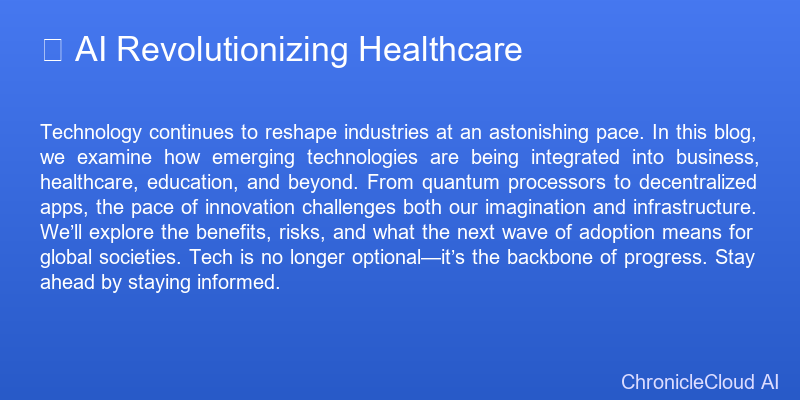 AI Revolutionizing Healthcare
Technology continues to reshape industries at an astonishing pace. In this blog,
we examine how emerging technologies are being integrated into business,
healthcare, education, and beyond. From quantum processors to decentralized
apps, the pace of innovation challenges both our imagination and infrastructure.
We’ll explore the benefits, risks, and what the next wave of adoption means for
global societies. Tech is no longer optional—it’s the backbone of progress. Stay
ahead by staying informed.
ChronicleCloud AI